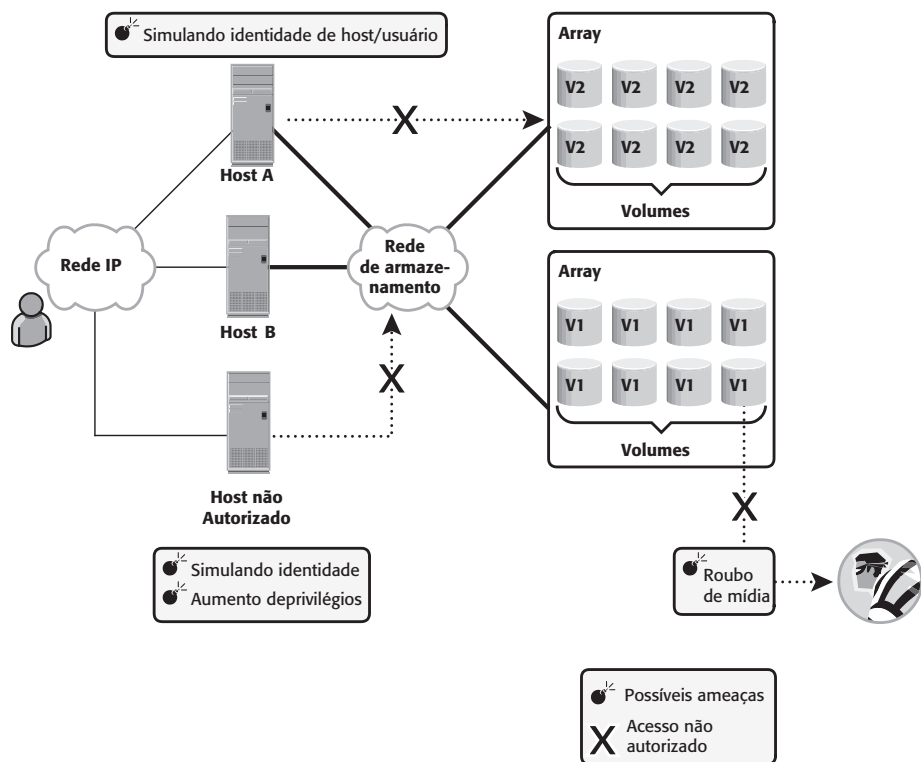 Simulando identidade de host/usuário
Host A
X
Array
V2 V2 V2 V2
V2 V2 V2 V2
Volumes
Rede IP
Host B
Rede
de armaze-
namento
Array
V1 V1 V1 V1
V1 V1 V1 V1
Volumes
X
Host não
Autorizado
X
Simulando identidade
Aumento deprivilégios
Roubo
de mídia
Possíveis ameaças
X Acesso não
autorizado